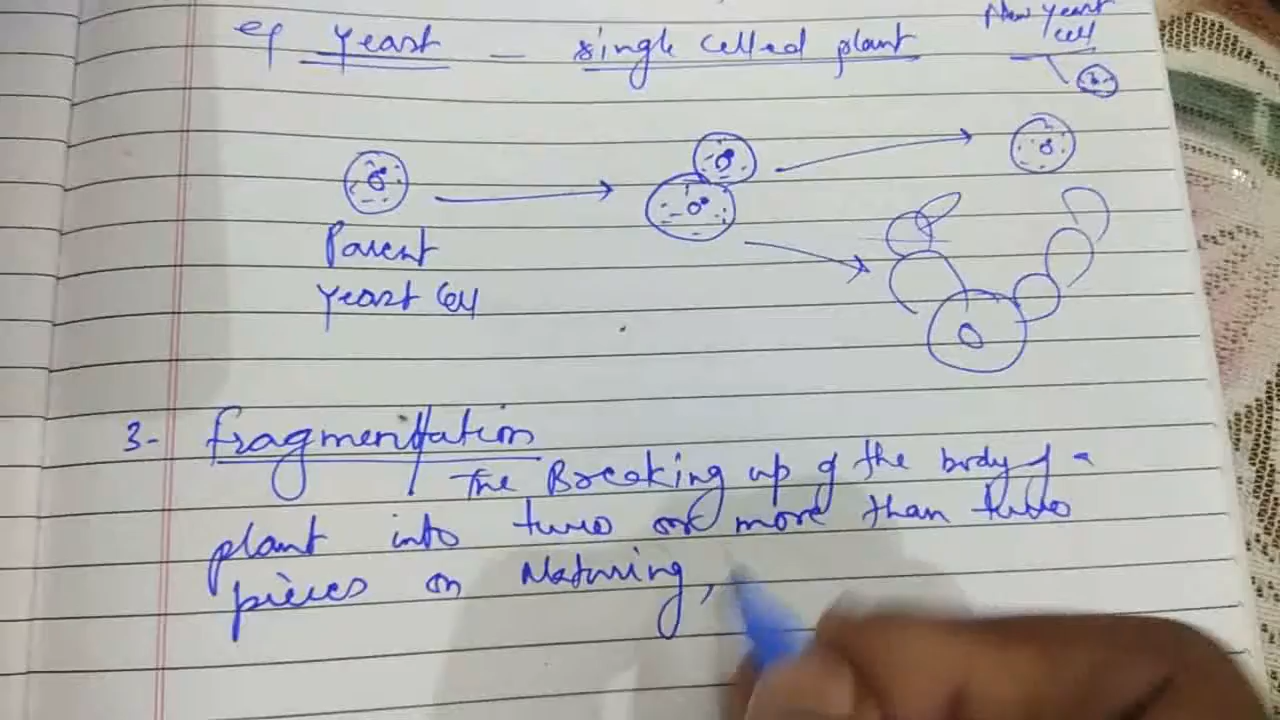 eg Yeast - single celled plant
New yeast
cell
Parent
Yeast Cell
3- fragmentation
The Breaking up of the body of a
plant into two or more than two
pieces on Maturing,